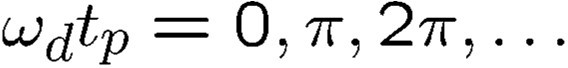 ω_d t_p = 0, π, 2π, . . .